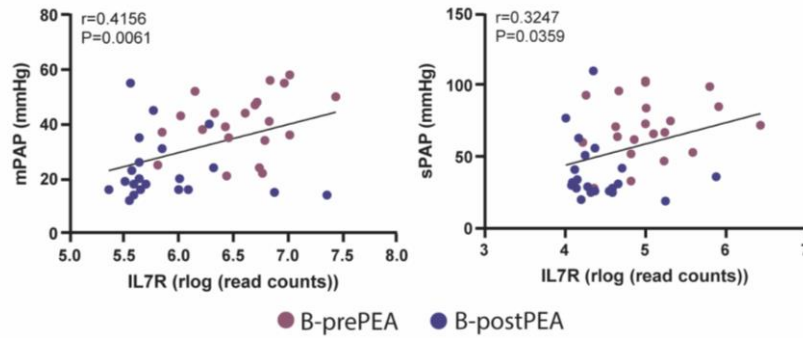 r=0.4156
P=0.0061
80
60
40
20
0
mPAP (mmHg)
5.0 5.5 6.0 6.5 7.0 7.5 8.0
IL7R (rlog (read counts))
r=0.3247
P=0.0359
150
100
50
0
sPAP (mmHg)
3 4 5 6 7
IL7R (rlog (read counts))
B-prePEA B-postPEA